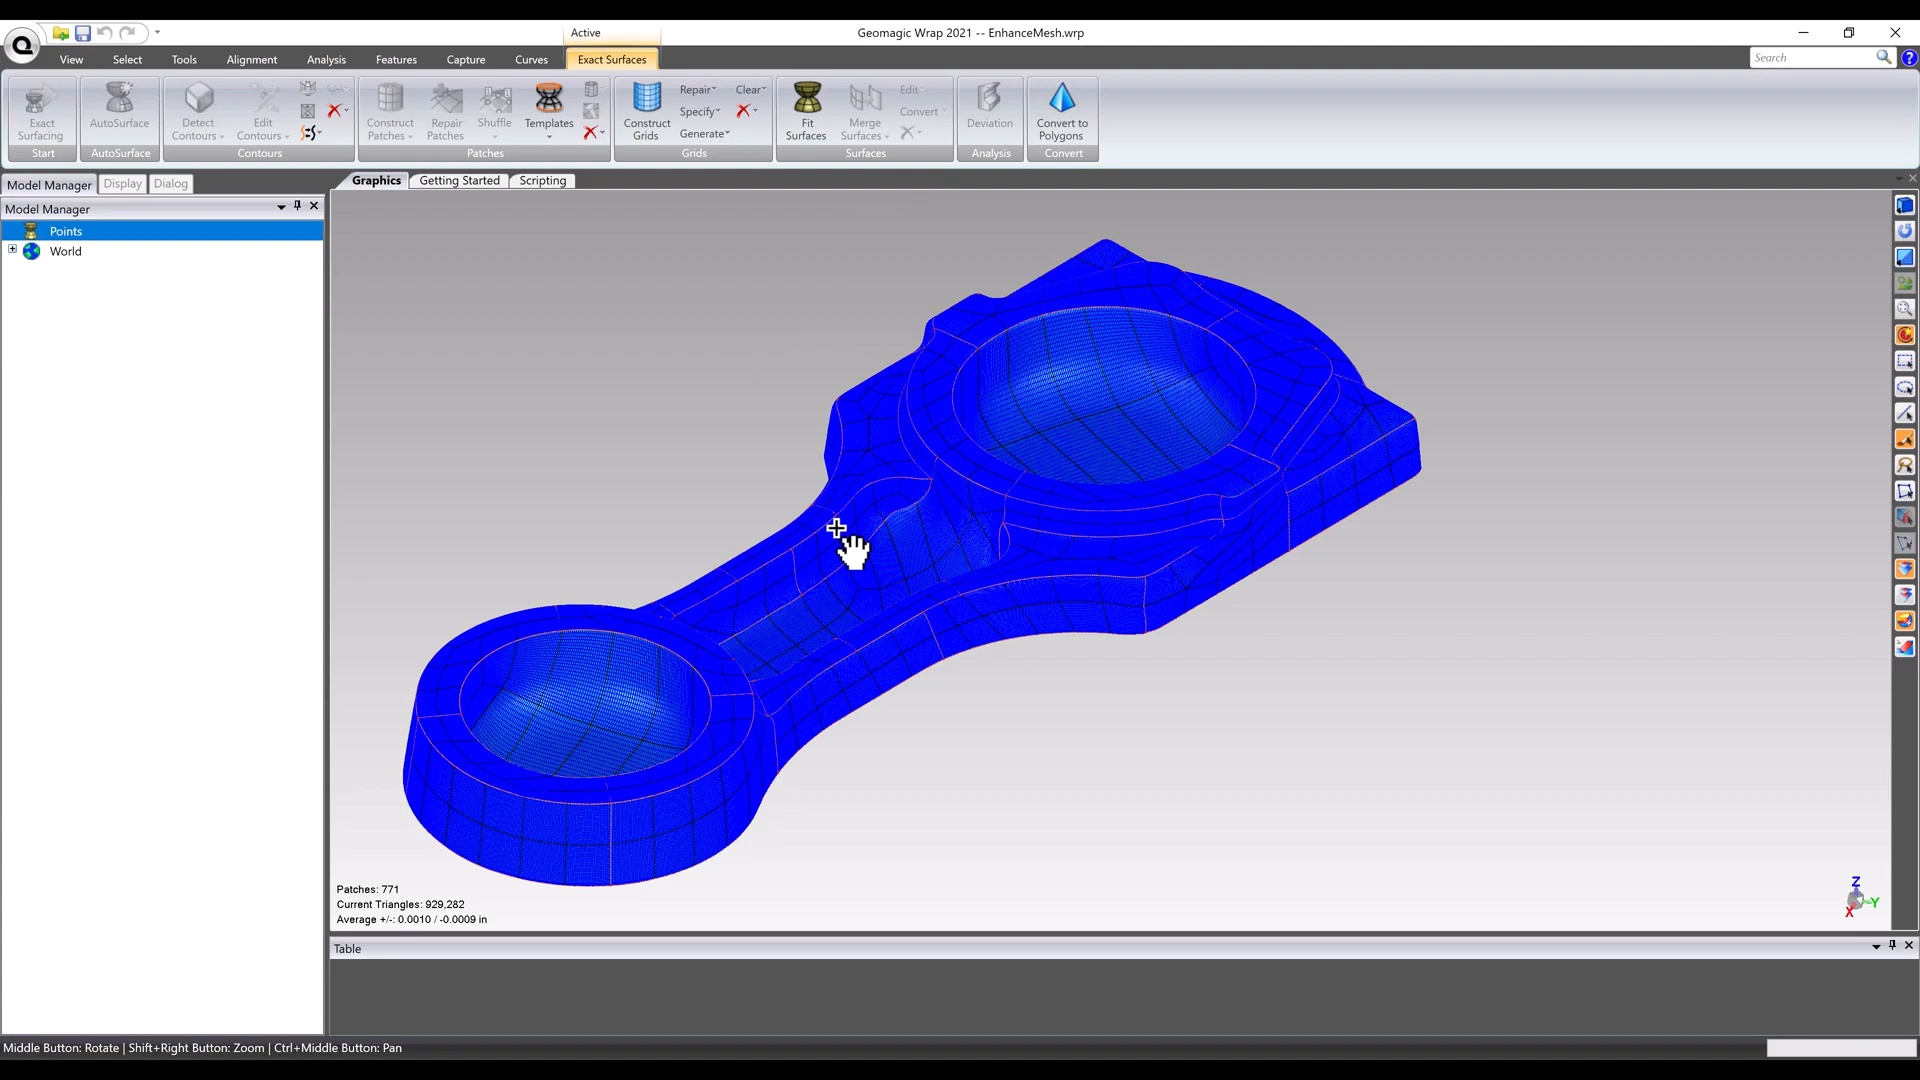 Active
Geomagic Wrap 2021 -- EnhanceMesh.wrp
View Select Tools Alignment Analysis Features Capture Curves Exact Surfaces
Search
Exact Surfacing
Start
AutoSurface
AutoSurface
Detect Contours
Edit Contours
Contours
Construct Patches
Repair Patches
Shuffle
Templates
Patches
Construct Grids
Repair
Specify
Generate
Clear
Grids
Fit Surfaces
Merge Surfaces
Edit
Convert
Surfaces
Deviation
Analysis
Convert to Polygons
Convert
Model Manager Display Dialog
Graphics Getting Started Scripting
Model Manager
Points
World
Patches: 771
Current Triangles: 929,282
Average +/-: 0.0010 / -0.0009 in
Z
Y
X
Table
Middle Button: Rotate | Shift+Right Button: Zoom | Ctrl+Middle Button: Pan